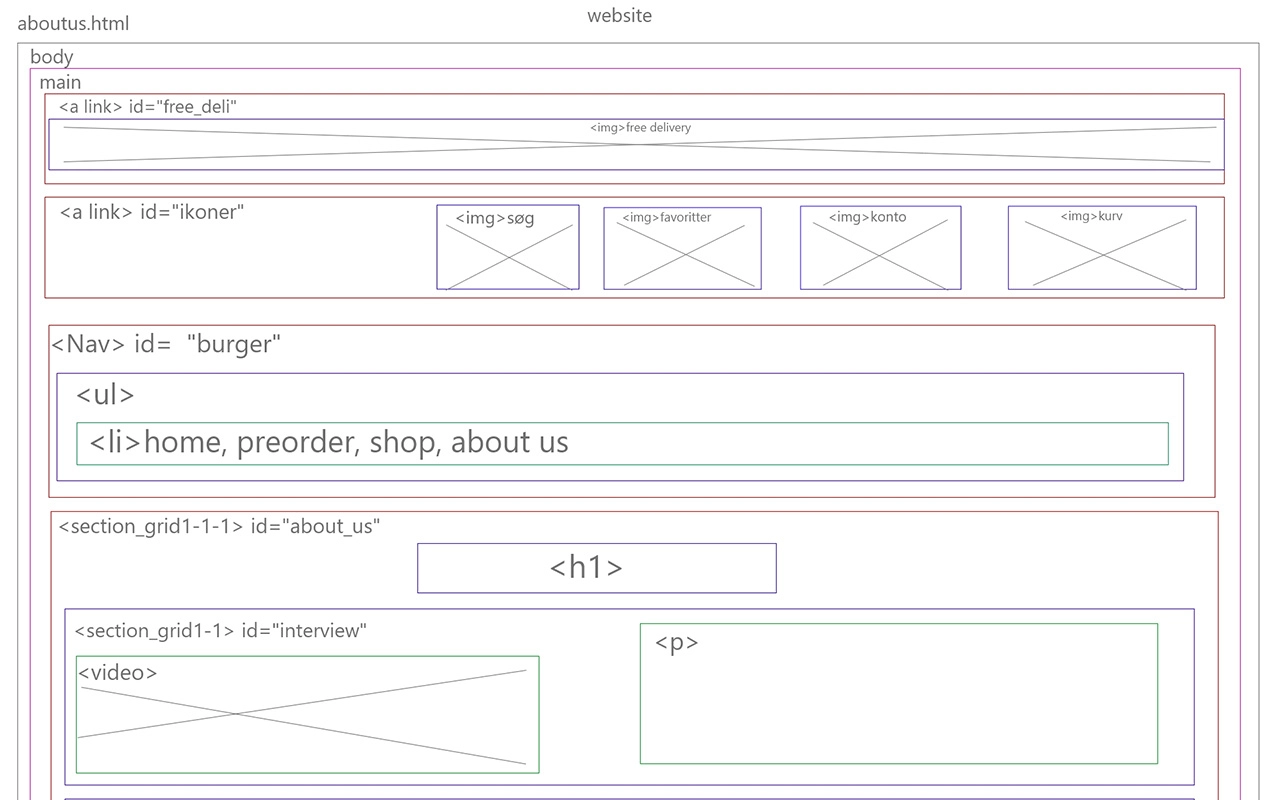 website
aboutus.html
body
main
<a link> id="free_deli"
<img>free delivery
<a link> id="ikoner"
<img>søg
<img>favoritter
<img>konto
<img>kurv
<Nav> id=  "burger"
<ul>
<li>home, preorder, shop, about us
<section_grid1-1-1> id="about_us"
<h1>
<section_grid1-1> id="interview"
<p>
<video>